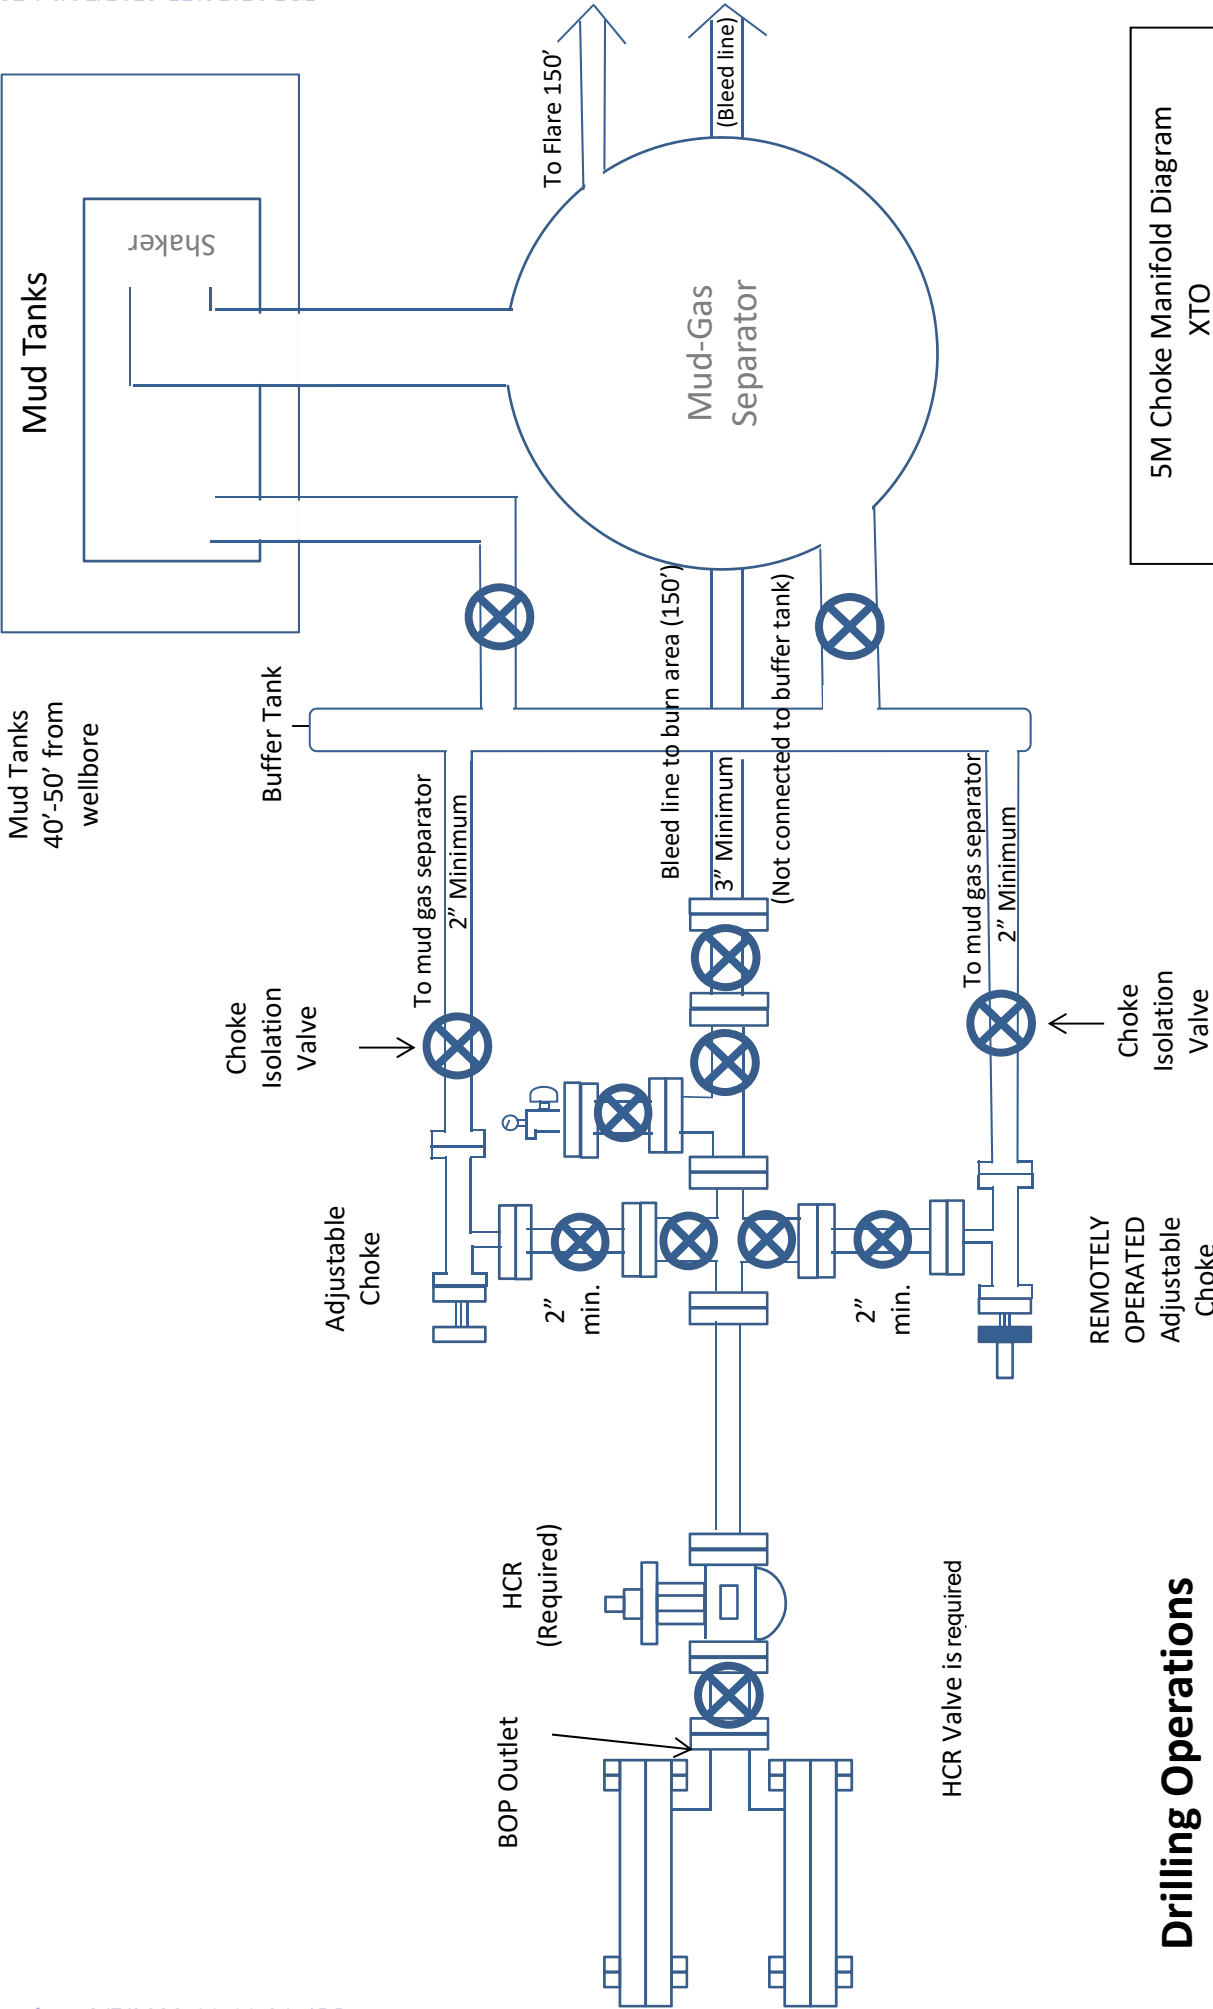 Mud Tanks
Shaker
Mud Tanks
40’-50’ from
wellbore
Buffer Tank
To Flare 150’
(Bleed line)
Mud-Gas
Separator
5M Choke Manifold Diagram
XTO
Bleed line to burn area (150’)
3” Minimum
(Not connected to buffer tank)
To mud gas separator
2” Minimum
To mud gas separator
2” Minimum
Choke
Isolation
Valve
Choke
Isolation
Valve
Adjustable
Choke
2”
min.
2”
min.
REMOTELY
OPERATED
Adjustable
Choke
HCR
(Required)
BOP Outlet
HCR Valve is required
Drilling Operations